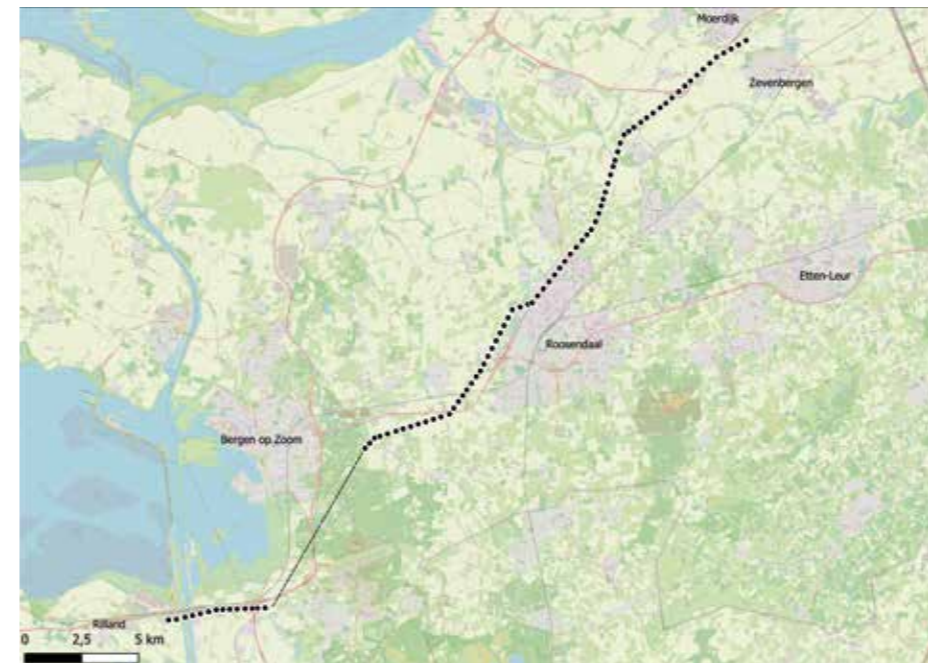 Moerdijk
Zevenbergen
Etten-Leur
Roosendaal
Bergen op Zoom
Rilland
0 2,5 5 km